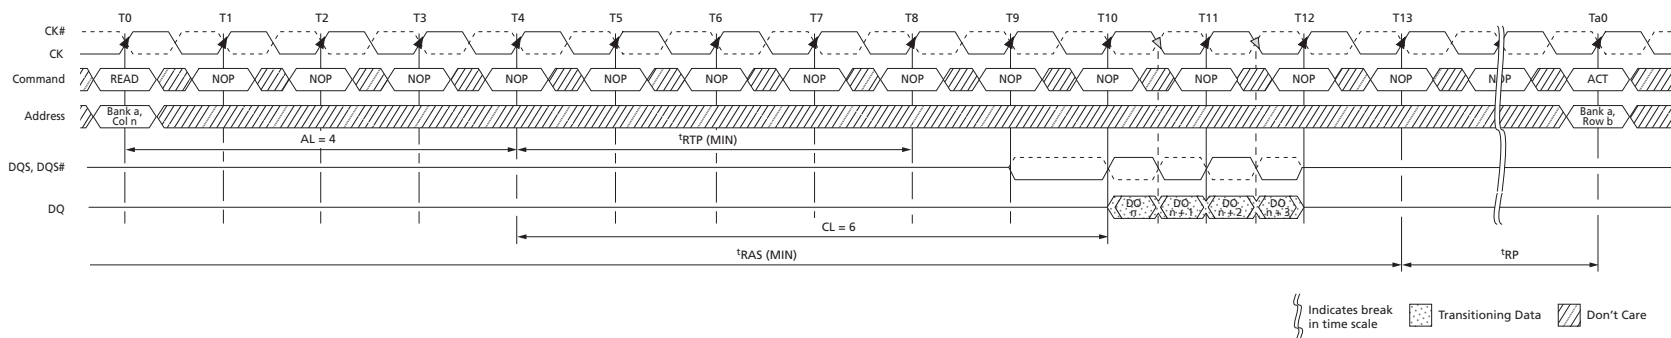 T0 T1 T2 T3 T4 T5 T6 T7 T8 T9 T10 T11 T12 T13 Ta0
CK#
CK
Command READ NOP NOP NOP NOP NOP NOP NOP NOP NOP NOP NOP NOP NOP NOP ACT
Address Bank a, Col n Bank a, Row b
AL = 4 tRTP (MIN)
DQS, DQS#
DQ DO n DO n + 1 DO n + 2 DO n + 3
CL = 6
tRAS (MIN) tRP
Indicates break
in time scale
Transitioning Data
Don't Care